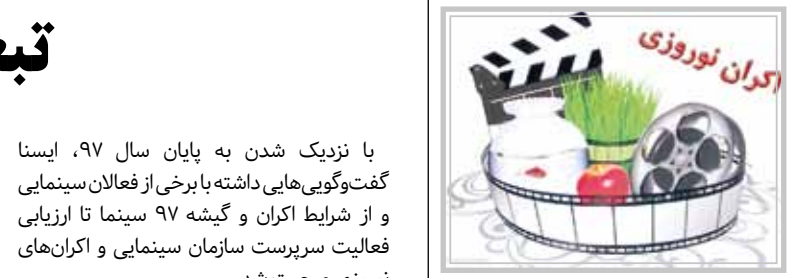 اکران نوروزی
با نزدیک شدن به پایان سال ۹۷، ایسنا
گفت‌وگویی‌هایی داشته با برخی از فعالان سینمایی
و از شرایط اکران و گیشه ۹۷ سینما تا ارزیابی
فعالیت سرپرست سازمان سینمایی و اکران‌های